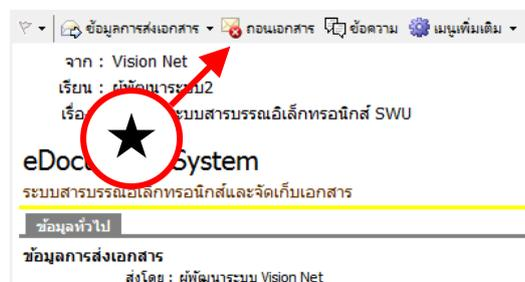 ข้อมูลการส่งเอกสาร ถอนเอกสาร ข้อความ เมนูเพิ่มเติม
จาก : Vision Net
เรียน : ผู้พัฒนาระบบ2
เรื่อง ระบบสารบรรณอิเล็กทรอนิกส์ SWU
eDoc System
ระบบสารบรรณอิเล็กทรอนิกส์และจัดเก็บเอกสาร
ข้อมูลทั่วไป
ข้อมูลการส่งเอกสาร
ส่งโดย : ผู้พัฒนาระบบ Vision Net